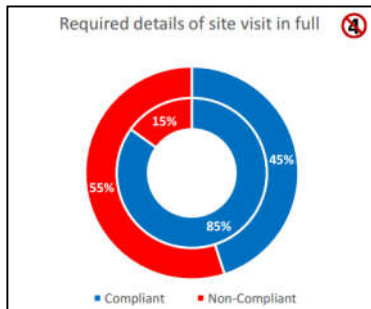 Required details of site visit in full
4
15%
45%
55%
85%
Compliant
Non-Compliant